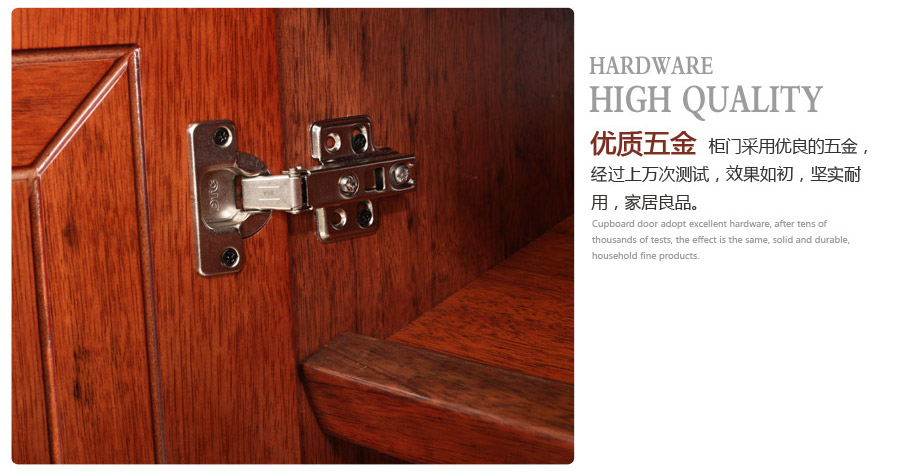 HARDWARE
HIGH QUALITY
优质五金 柜门采用优良的五金，
经过上万次测试，效果如初，坚实耐
用，家居良品。
Cupboard door adopt excellent hardware, after tens of
thousands of tests, the effect is the same, solid and durable,
household fine products.